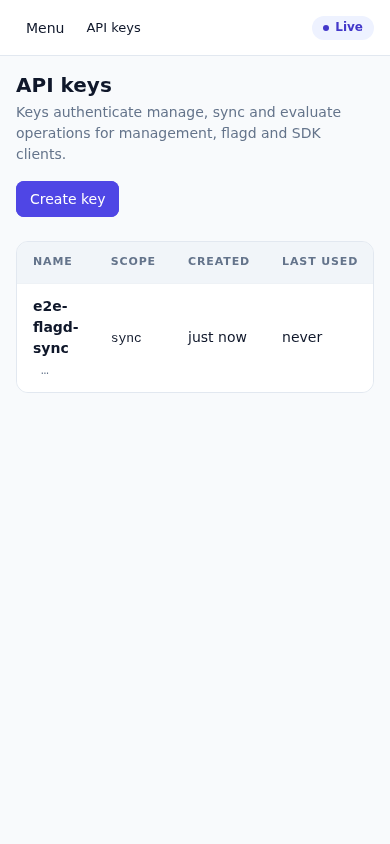 Menu API keys Live
API keys
Keys authenticate manage, sync and evaluate
operations for management, flagd and SDK
clients.
Create key
NAME SCOPE CREATED LAST USED
e2e-
flagd-
sync
…
sync just now never